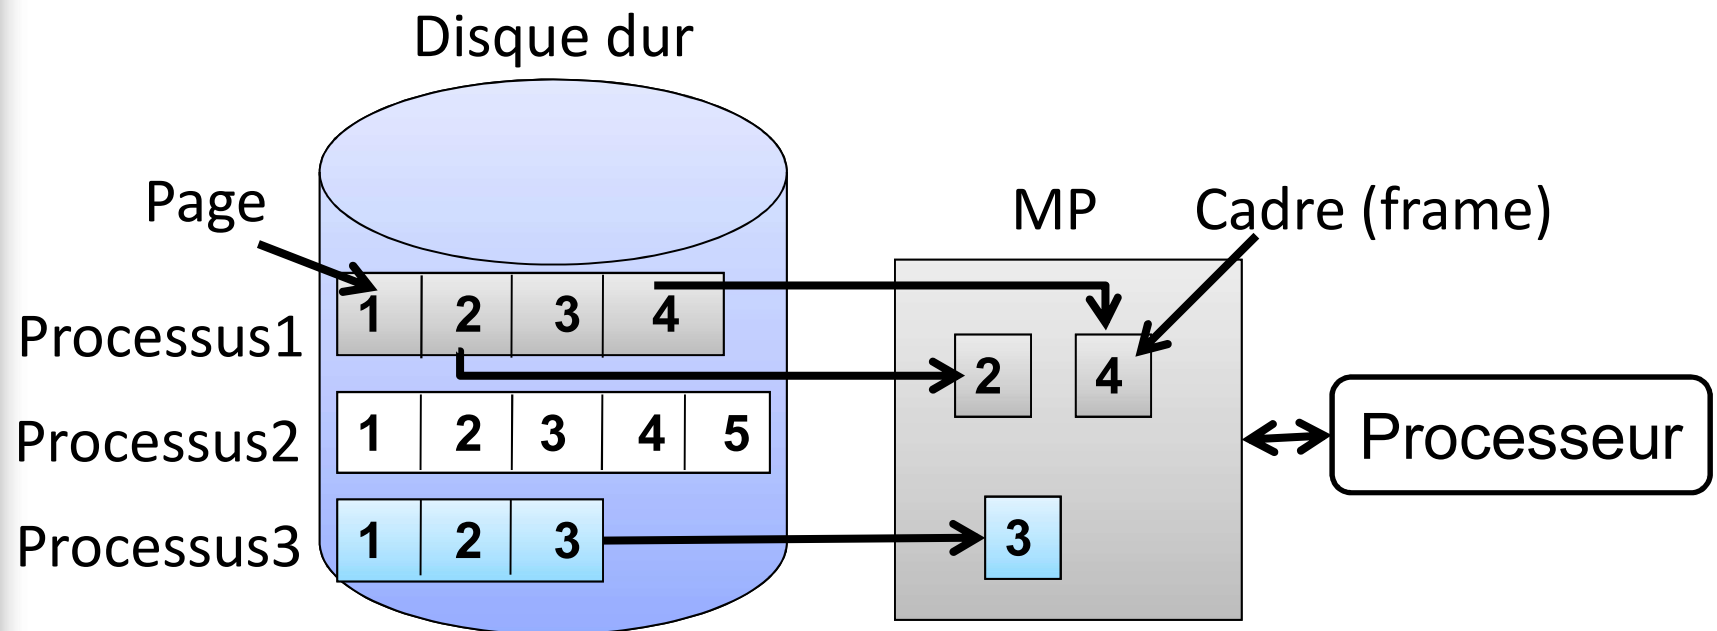 Disque dur
Page
MP
Cadre (frame)
Processus1
1 2 3 4
2 4
Processus2
1 2 3 4 5
Processeur
Processus3
1 2 3
3